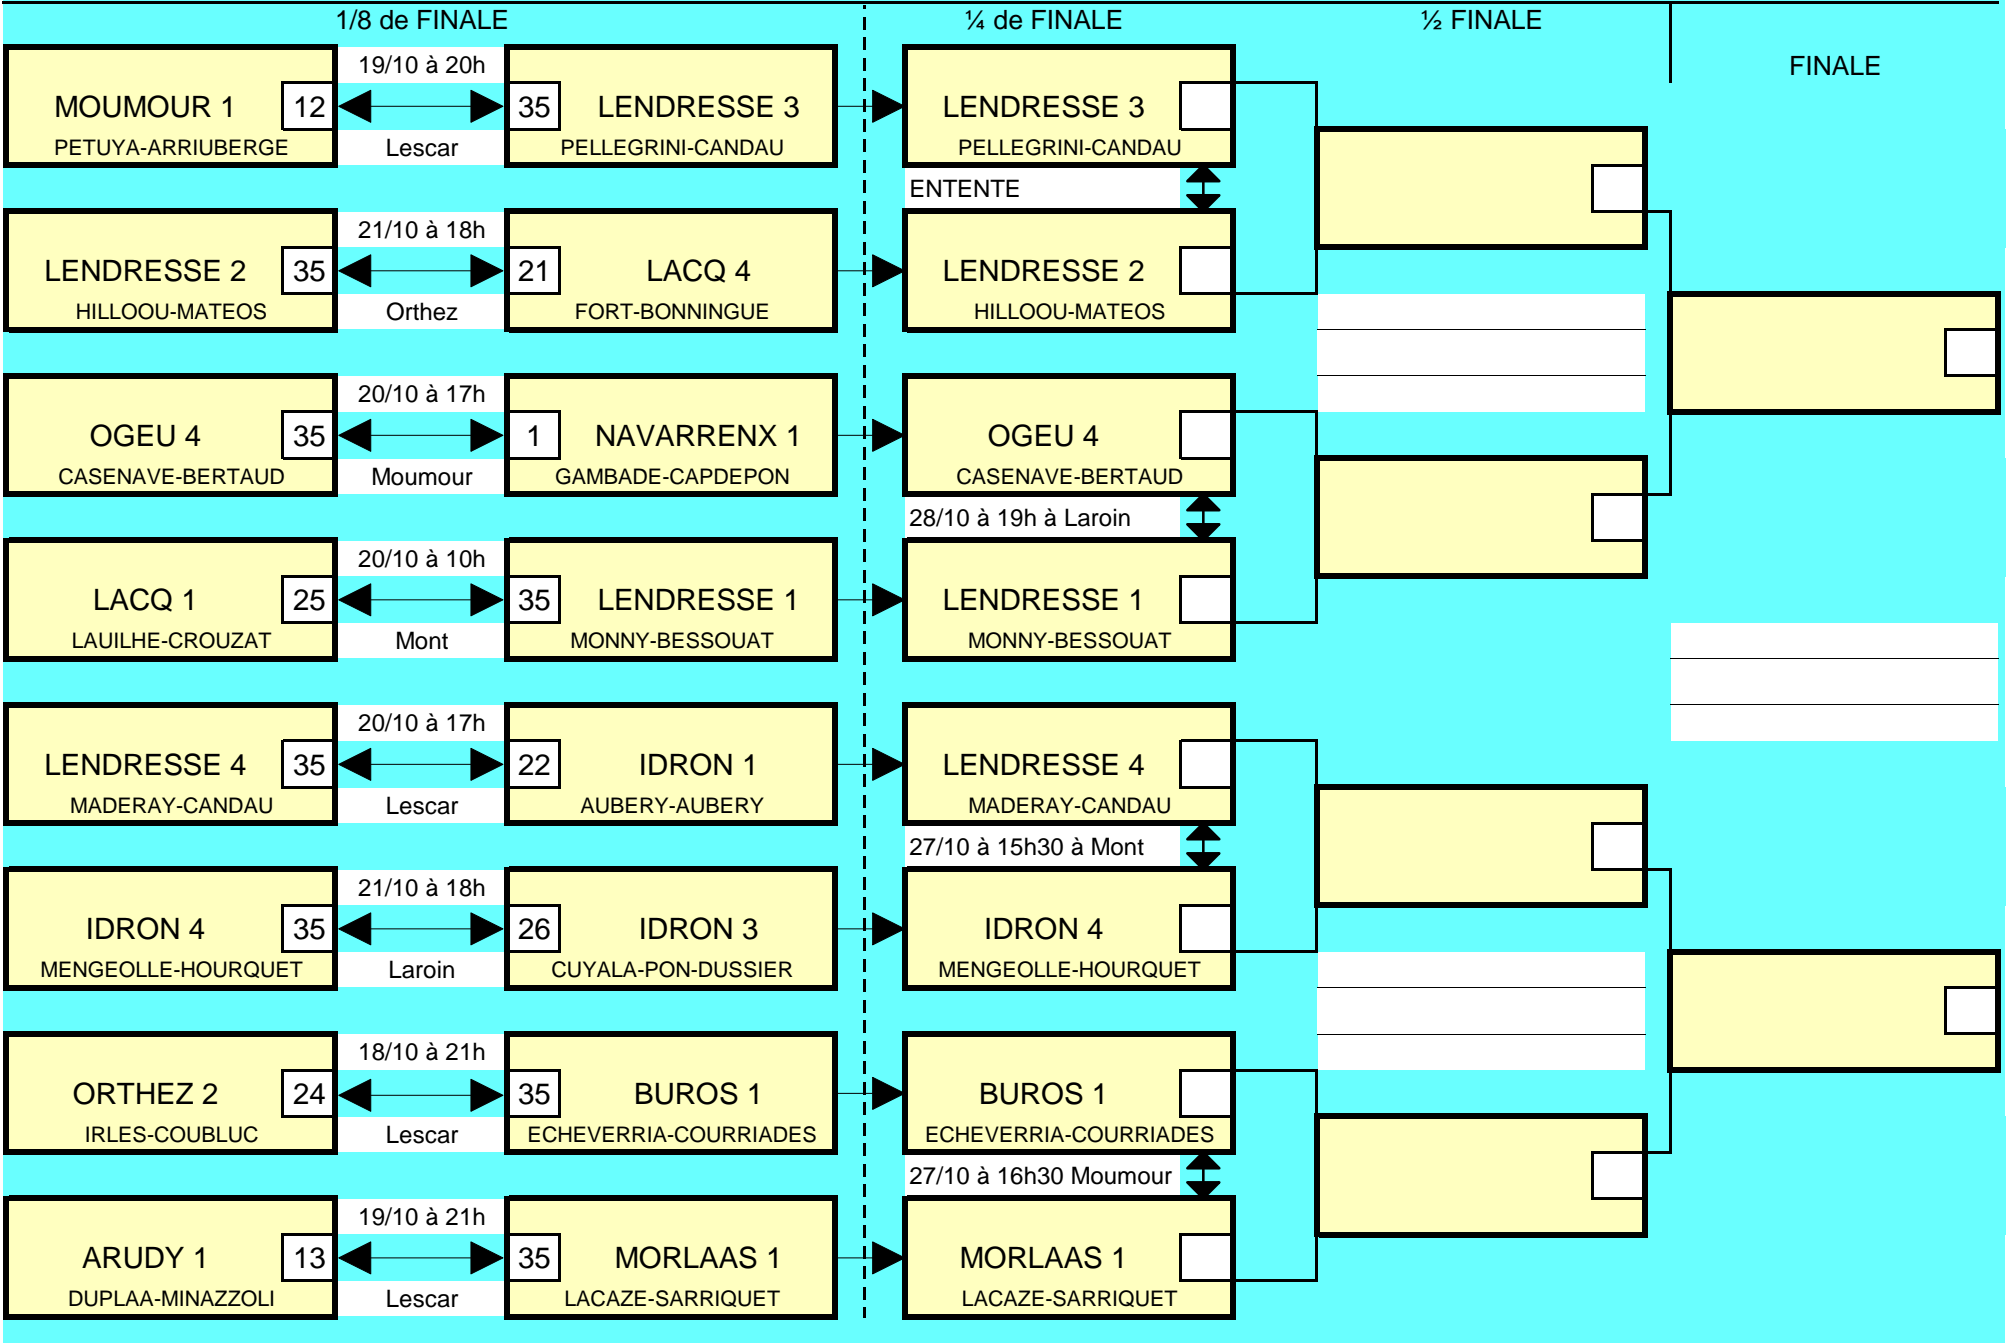 1/8 de FINALE
¼ de FINALE
½ FINALE
FINALE
19/10 à 20h
MOUMOUR 1
12
35
LENDRESSE 3
PETUYA-ARRIUBERGE
Lescar
PELLEGRINI-CANDAU
LENDRESSE 3
PELLEGRINI-CANDAU
ENTENTE
21/10 à 18h
LENDRESSE 2
35
21
LACQ 4
HILLOOU-MATEOS
Orthez
FORT-BONNINGUE
LENDRESSE 2
HILLOOU-MATEOS
20/10 à 17h
OGEU 4
35
1
NAVARRENX 1
CASENAVE-BERTAUD
Moumour
GAMBADE-CAPDEPON
OGEU 4
CASENAVE-BERTAUD
28/10 à 19h à Laroin
20/10 à 10h
LACQ 1
25
35
LENDRESSE 1
LAUILHE-CROUZAT
Mont
MONNY-BESSOUAT
LENDRESSE 1
MONNY-BESSOUAT
20/10 à 17h
LENDRESSE 4
35
22
IDRON 1
MADERAY-CANDAU
Lescar
AUBERY-AUBERY
LENDRESSE 4
MADERAY-CANDAU
27/10 à 15h30 à Mont
21/10 à 18h
IDRON 4
35
26
IDRON 3
MENGEOLLE-HOURQUET
Laroin
CUYALA-PON-DUSSIER
IDRON 4
MENGEOLLE-HOURQUET
18/10 à 21h
ORTHEZ 2
24
35
BUROS 1
IRLES-COUBLUC
Lescar
ECHEVERRIA-COURRIADES
BUROS 1
ECHEVERRIA-COURRIADES
27/10 à 16h30 Moumour
19/10 à 21h
ARUDY 1
13
35
MORLAAS 1
DUPLAA-MINAZZOLI
Lescar
LACAZE-SARRIQUET
MORLAAS 1
LACAZE-SARRIQUET